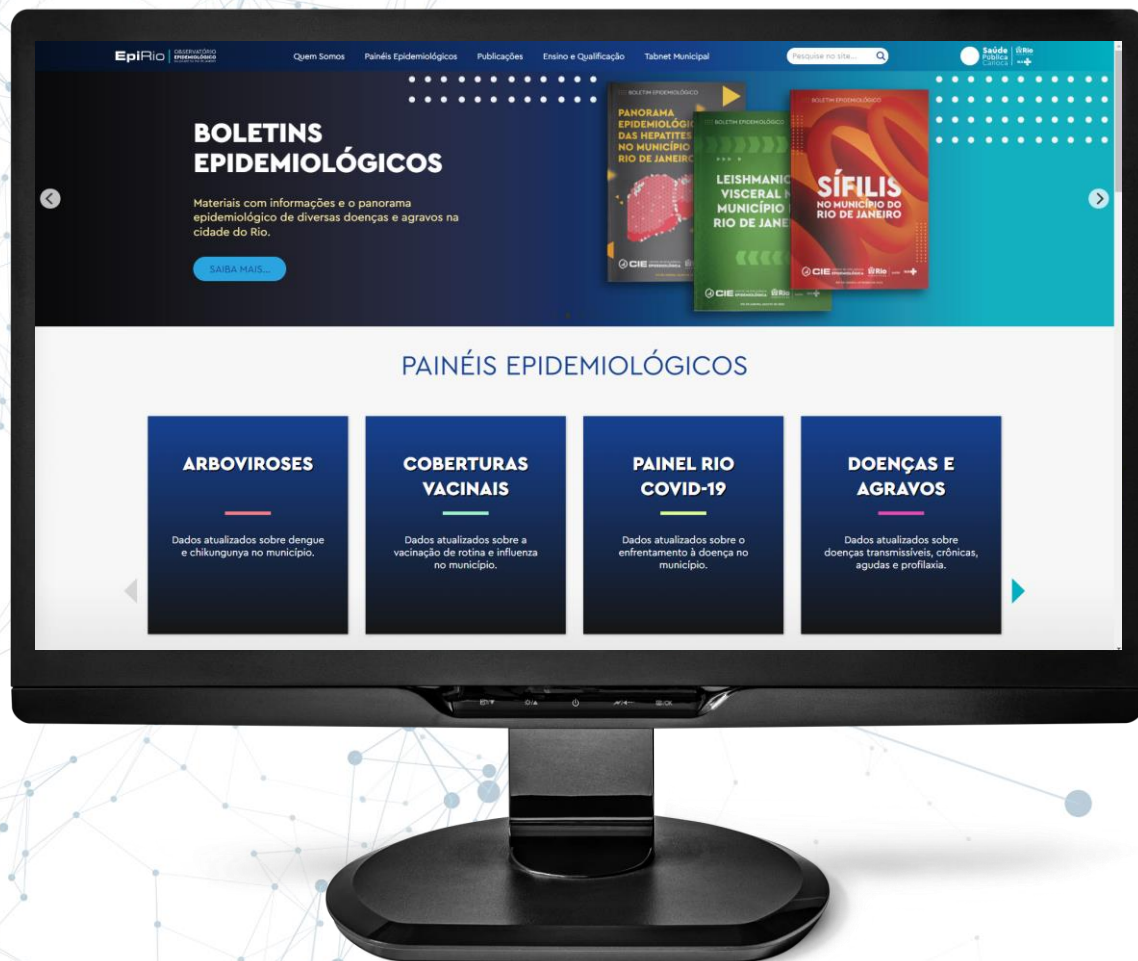 EpiRio
OBSERVATÓRIO
EPIDEMIOLÓGICO
Quem Somos
Painéis Epidemiológicos
Publicações
Ensino e Qualificação
Tabnet Municipal
Pesquise no site...
Saúde
Pública
Carioca
Rio
SUS
BOLETINS
EPIDEMIOLÓGICOS
Materiais com informações e o panorama
epidemiológico de diversas doenças e agravos na
cidade do Rio.
SAIBA MAIS...
BOLETIM EPIDEMIOLÓGICO
PANORAMA
EPIDEMIOLÓGIC
DAS HEPATITES
NO MUNICÍPIO
RIO DE JANEIRO
CIE
BOLETIM EPIDEMIOLÓGICO
LEISHMANIO
VISCERAL N
MUNICÍPIO
RIO DE JANE
CIE
EPIDEMIOLÓGICA
Rio
BOLETIM EPIDEMIOLÓGICO
SÍFILIS
NO MUNICÍPIO DO
RIO DE JANEIRO
CIE
EPIDEMIOLÓGICA
Rio
PAINÉIS EPIDEMIOLÓGICOS
ARBOVIROSES
Dados atualizados sobre dengue
e chikungunya no município.
COBERTURAS
VACINAIS
Dados atualizados sobre a
vacinação de rotina e influenza
no município.
PAINEL RIO
COVID-19
Dados atualizados sobre o
enfrentamento à doença no
município.
DOENÇAS E
AGRAVOS
Dados atualizados sobre
doenças transmissíveis, crônicas,
agudas e profilaxia.